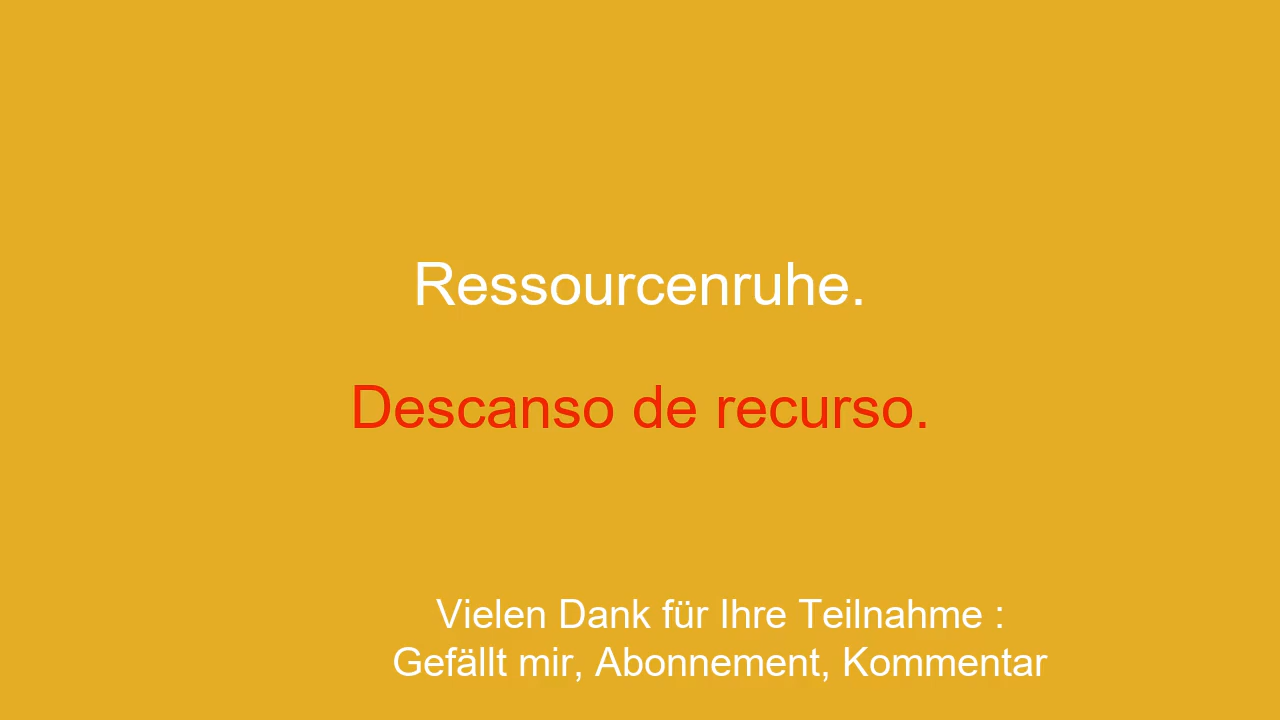 Ressourcenruhe.
Descanso de recurso.
Vielen Dank für Ihre Teilnahme :
Gefällt mir, Abonnement, Kommentar